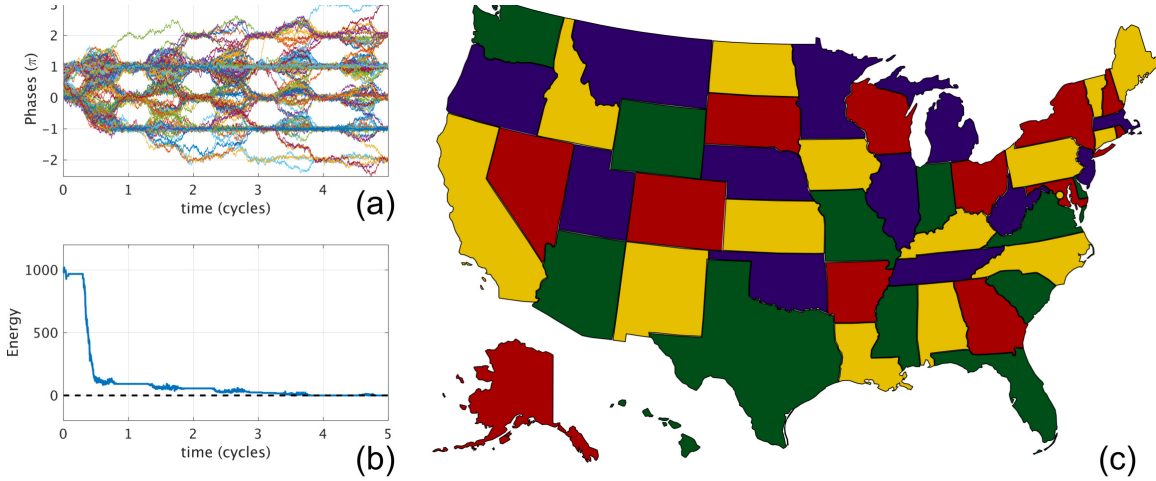 3
2
1
0
−1
−2
Phases (π)
0 1 2 3 4 5
time (cycles)
(a)
1000
500
0
Energy
0 1 2 3 4 5
time (cycles)
(b)
(c)